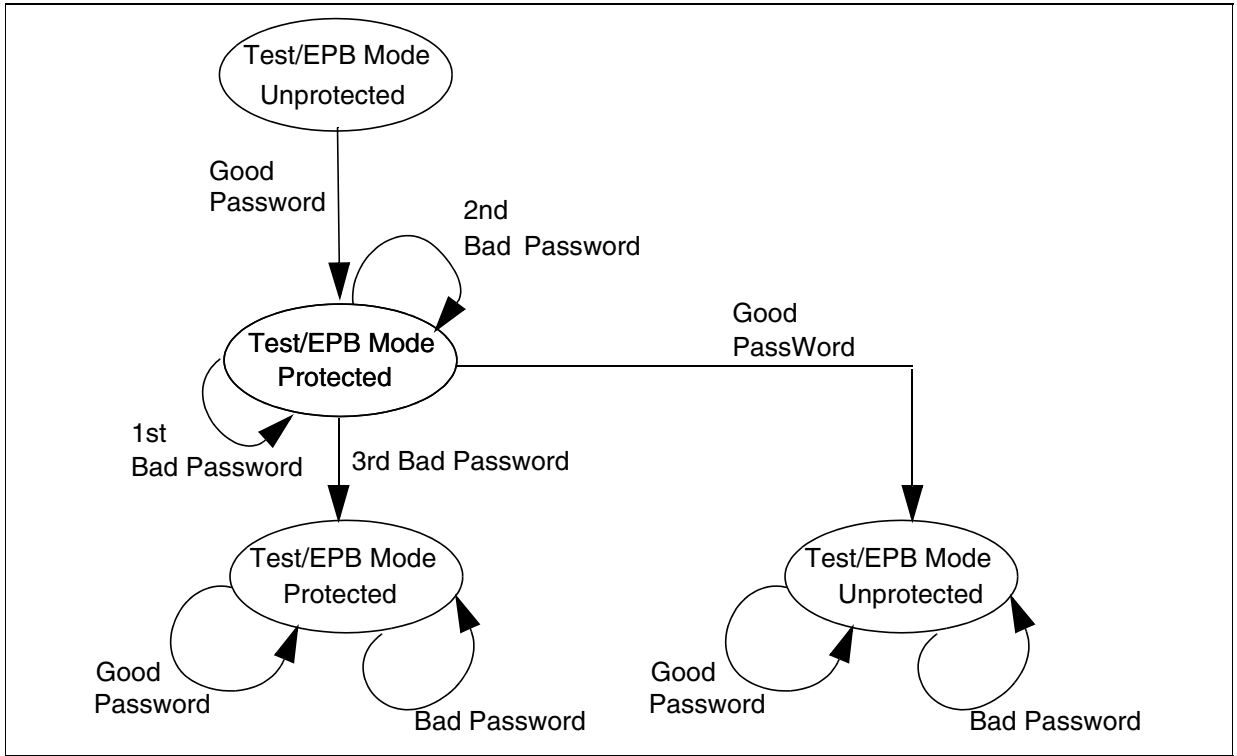 Test/EPB Mode
Unprotected
Good
Password
2nd
Bad Password
Good
PassWord
Test/EPB Mode
Protected
1st
Bad Password
3rd Bad Password
Test/EPB Mode
Protected
Test/EPB Mode
Unprotected
Good
Password
Bad Password
Good
Password
Bad Password